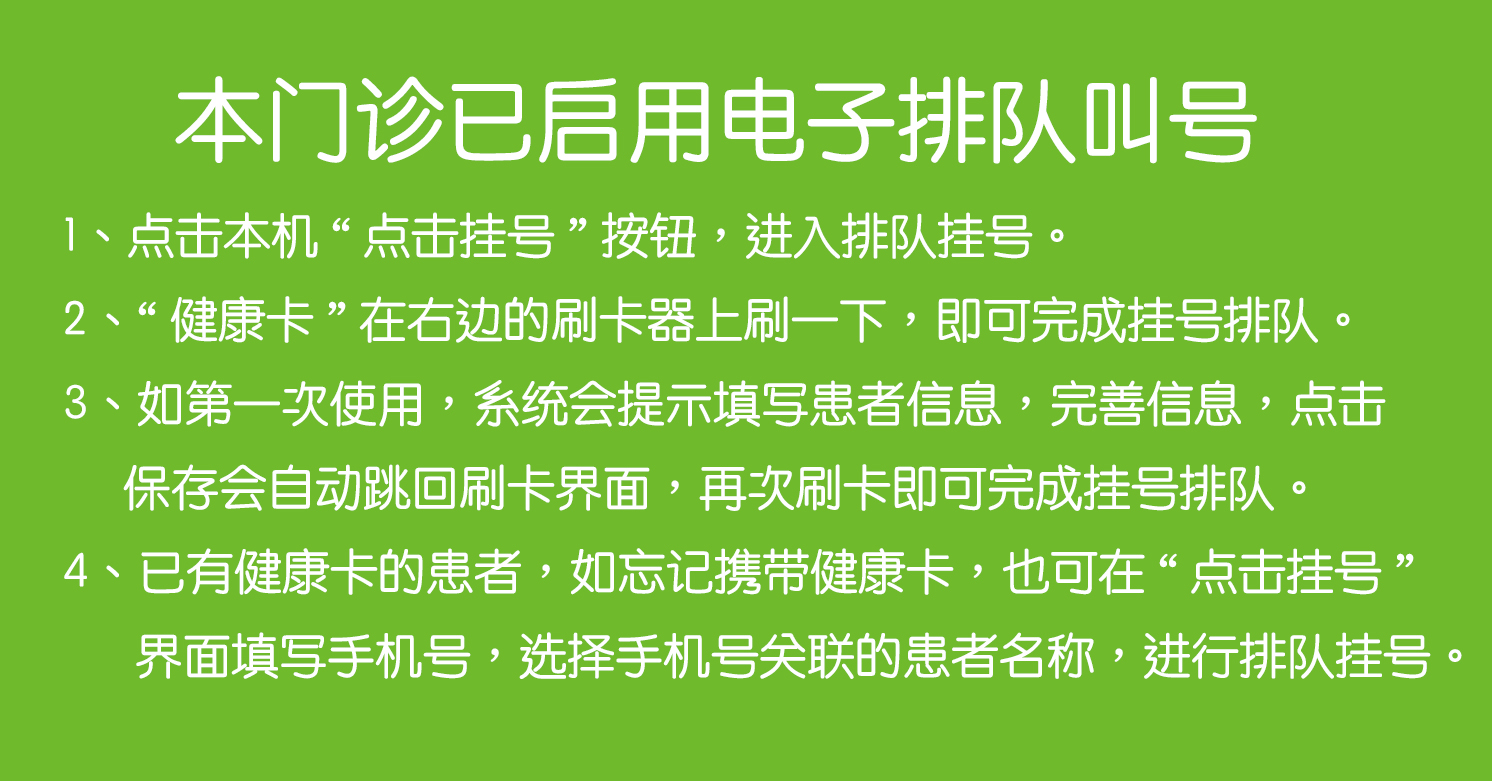 本门诊已启用电子排队叫号
1、点击本机“点击挂号”按钮，进入排队挂号。
2、“健康卡”在右边的刷卡器上刷一下，即可完成挂号排队。
3、如第一次使用，系统会提示填写患者信息，完善信息，点击
保存会自动跳回刷卡界面，再次刷卡即可完成挂号排队。
4、已有健康卡的患者，如忘记携带健康卡，也可在“点击挂号”
界面填写手机号，选择手机号关联的患者名称，进行排队挂号。